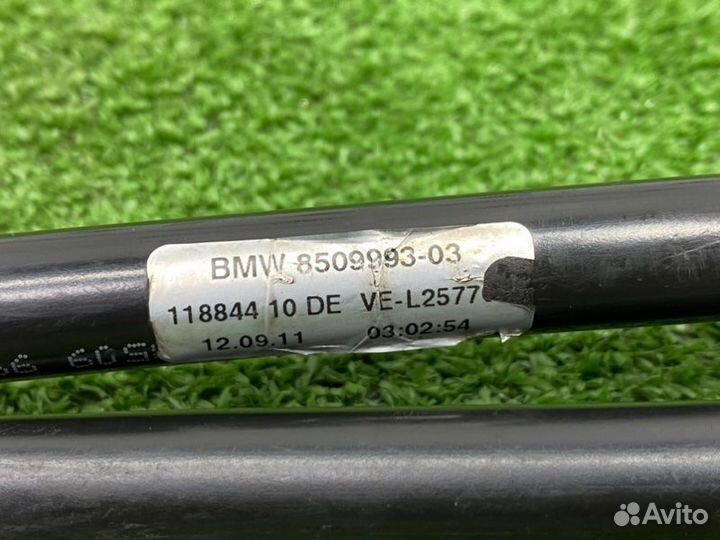 BMW 8509993-03
118844 10 DE VE-L2577
12.09.11 03:02:54
Avito